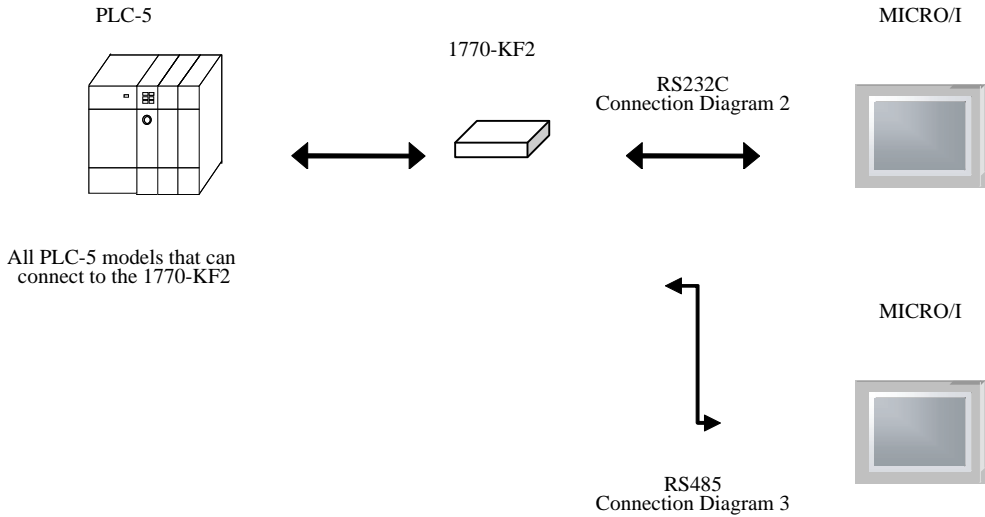 PLC-5
MICRO/I
1770-KF2
RS232C
Connection Diagram 2
All PLC-5 models that can
connect to the 1770-KF2
MICRO/I
RS485
Connection Diagram 3